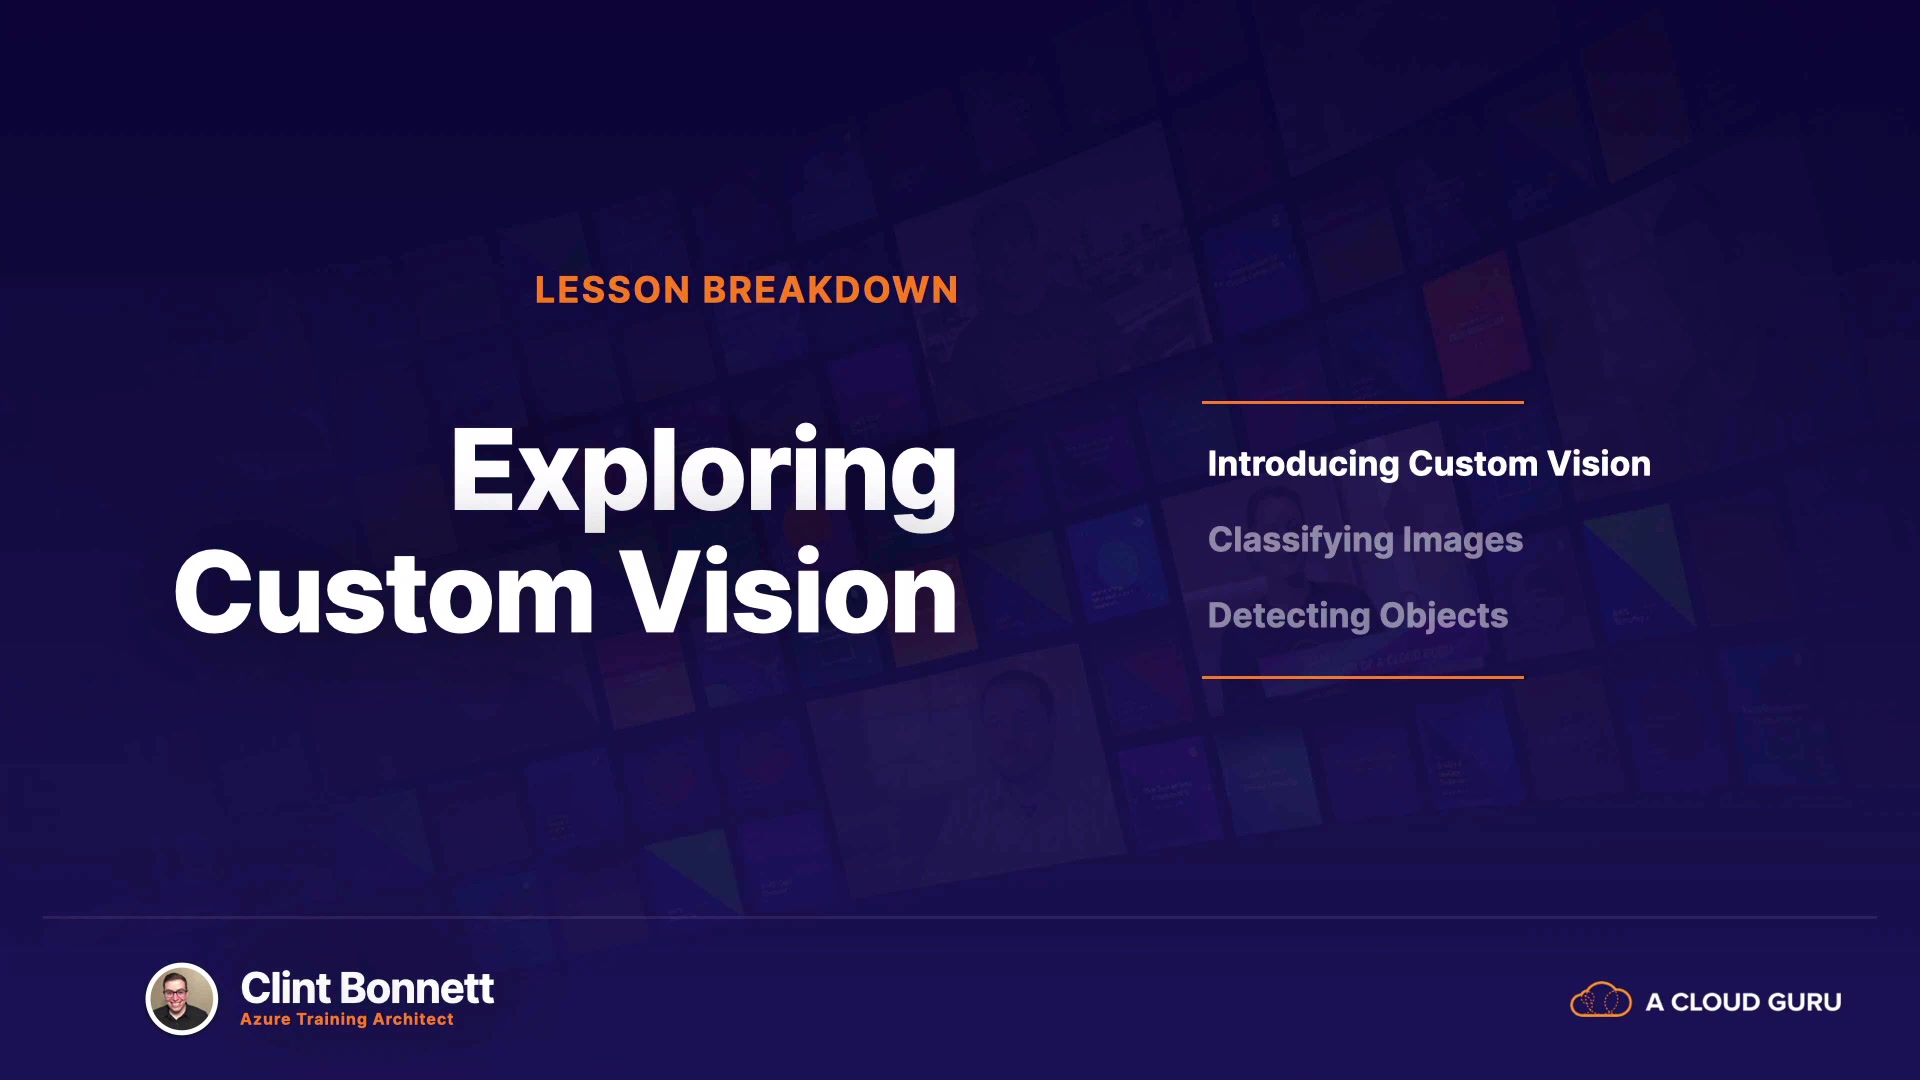 LESSON BREAKDOWN
Exploring
Custom Vision
Introducing Custom Vision
Classifying Images
Detecting Objects
Clint Bonnett
Azure Training Architect
A CLOUD GURU